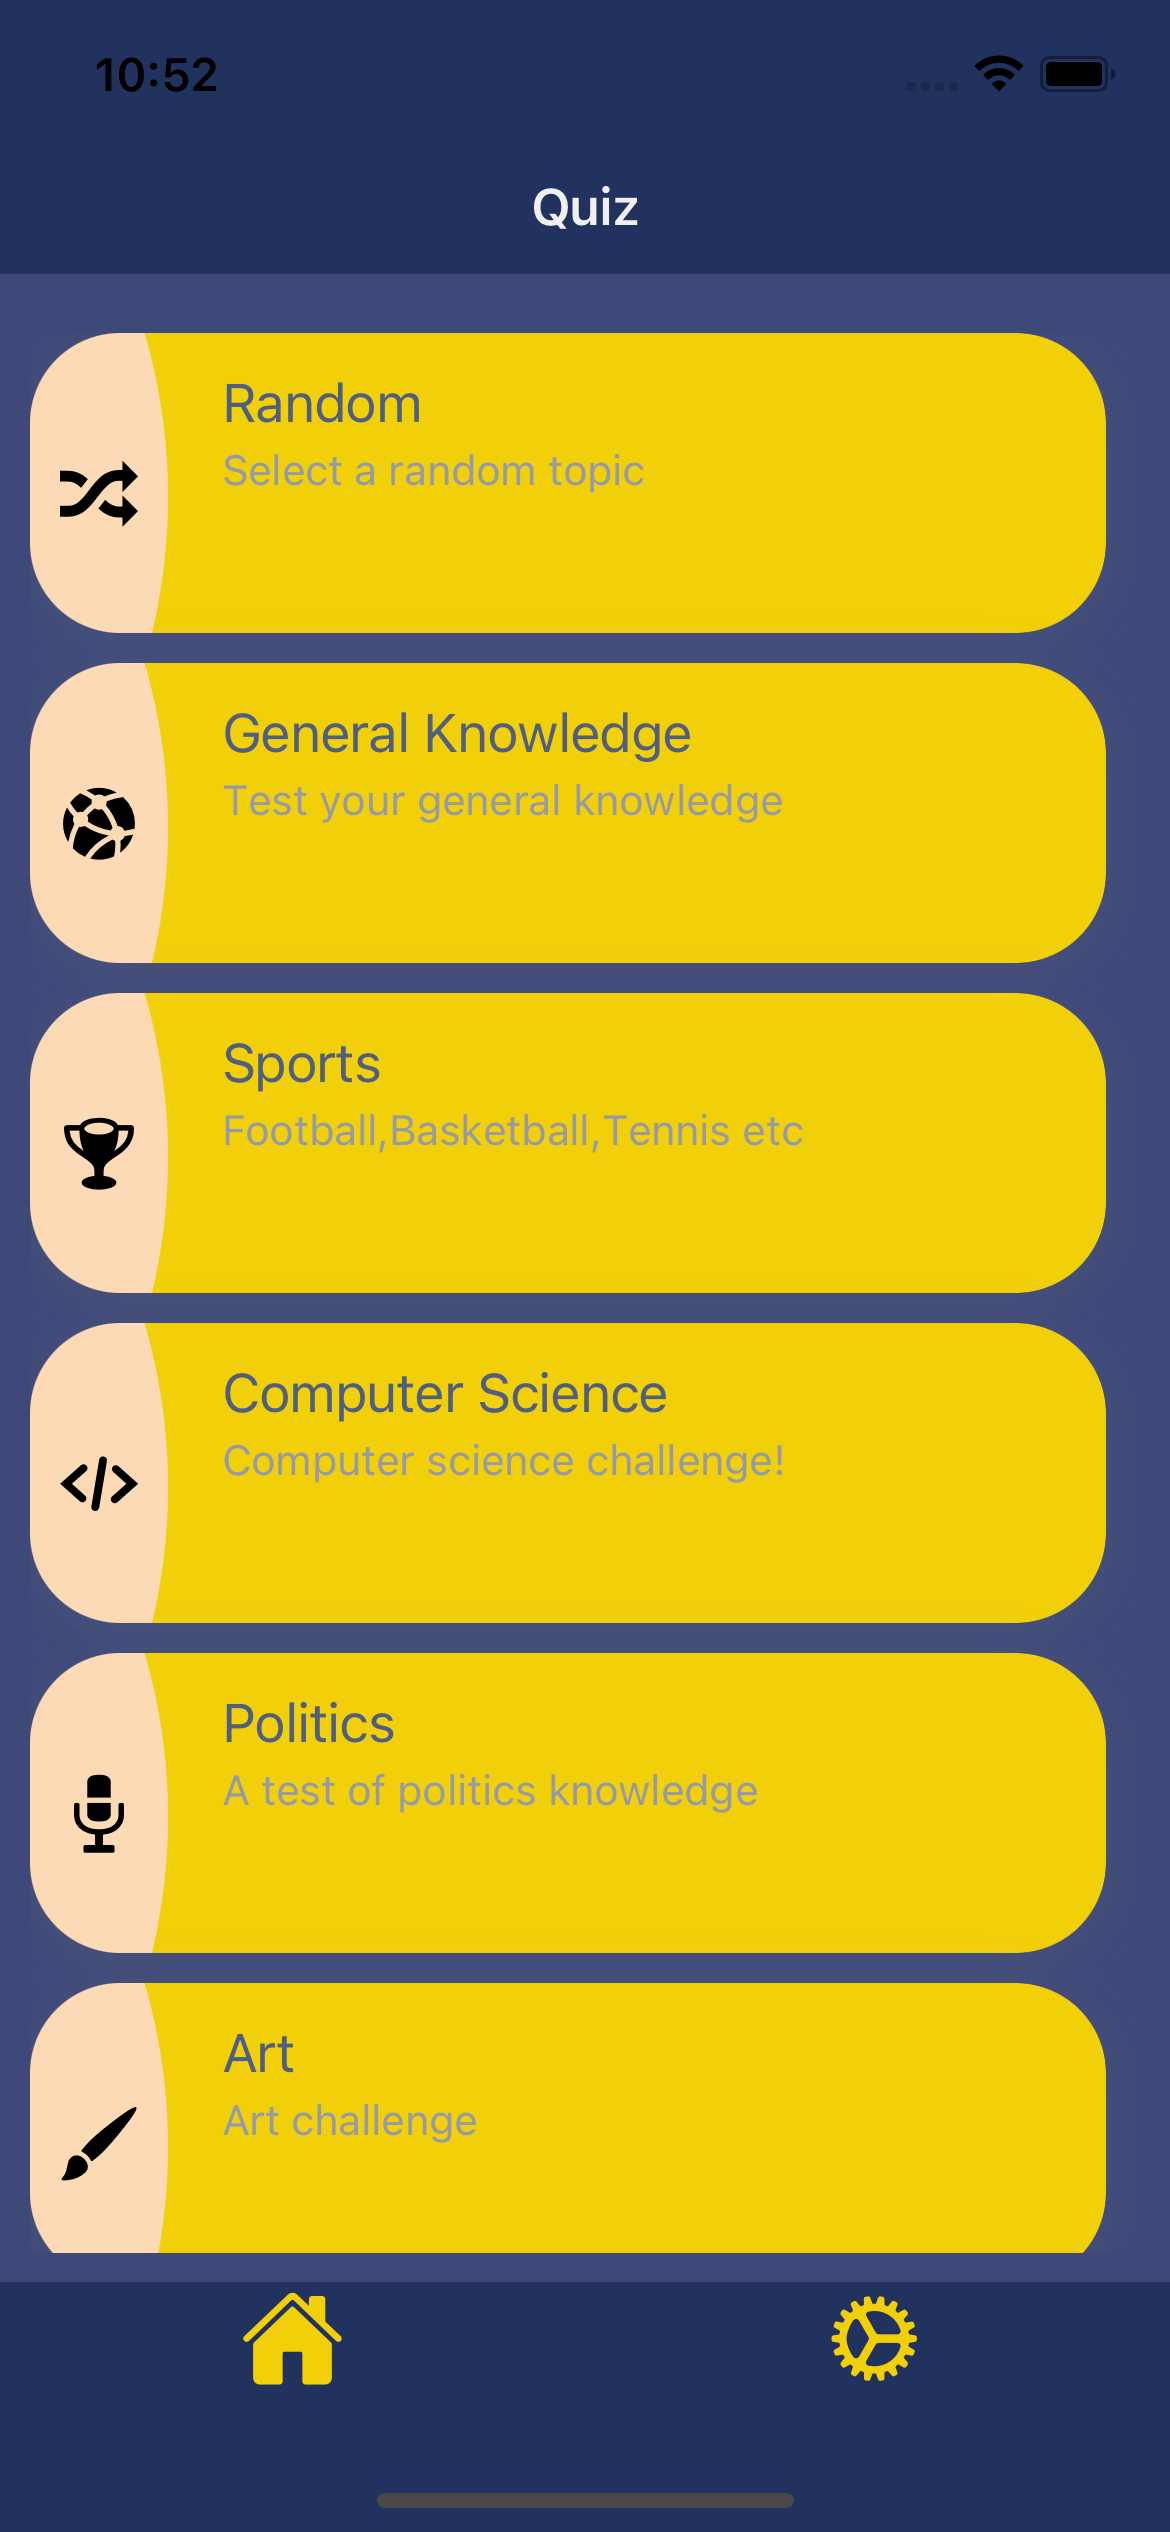 10:52
Quiz
Random
Select a random topic
General Knowledge
Test your general knowledge
Sports
Football,Basketball,Tennis etc
Computer Science
Computer science challenge!
Politics
A test of politics knowledge
Art
Art challenge